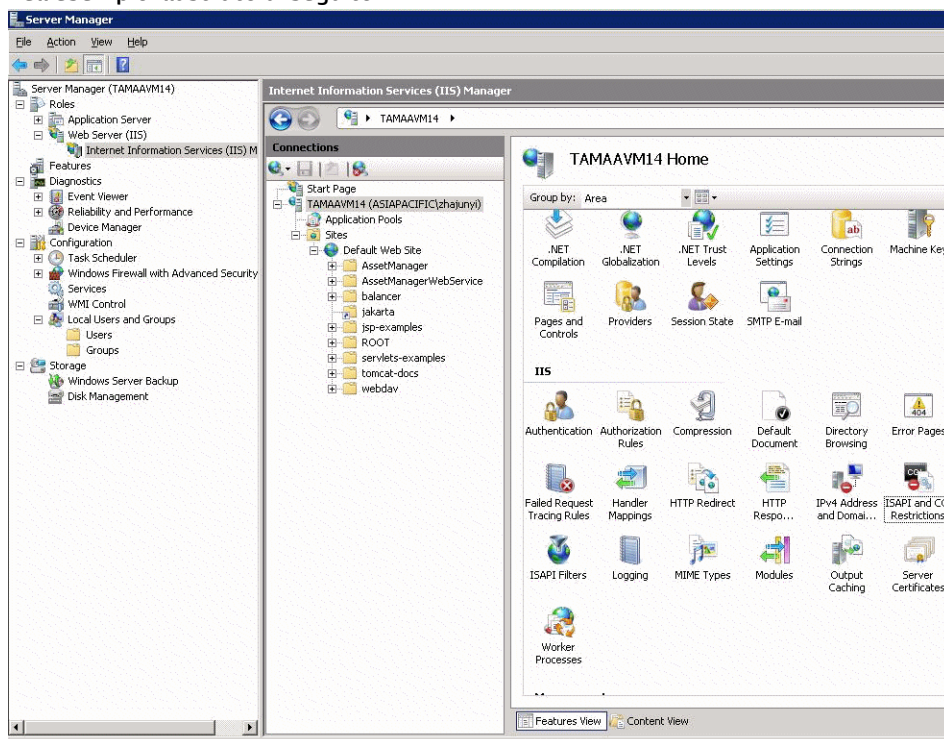 Server Manager
File Action View Help
Server Manager (TAMAAVM14)
Roles
Application Server
Web Server (IIS)
Internet Information Services (IIS) M
Features
Diagnostics
Event Viewer
Reliability and Performance
Device Manager
Configuration
Task Scheduler
Windows Firewall with Advanced Security
Services
WMI Control
Local Users and Groups
Users
Groups
Storage
Windows Server Backup
Disk Management
Internet Information Services (IIS) Manager
TAMAAVM14
Connections
Start Page
TAMAAVM14 (ASIAPACIFIC\zhajunyi)
Application Pools
Sites
Default Web Site
AssetManager
AssetManagerWebService
balancer
jakarta
jsp-examples
ROOT
servlets-examples
tomcat-docs
webdav
TAMAAVM14 Home
Group by: Area
.NET Compilation
.NET Globalization
.NET Trust Levels
Application Settings
Connection Strings
Machine Key
Pages and Controls
Providers
Session State
SMTP E-mail
IIS
Authentication
Authorization Rules
Compression
Default Document
Directory Browsing
Error Pages
Failed Request Tracing Rules
Handler Mappings
HTTP Redirect
HTTP Respo...
IPv4 Address and Domai...
ISAPI and CG Restrictions
ISAPI Filters
Logging
MIME Types
Modules
Output Caching
Server Certificates
Worker Processes
Features View
Content View